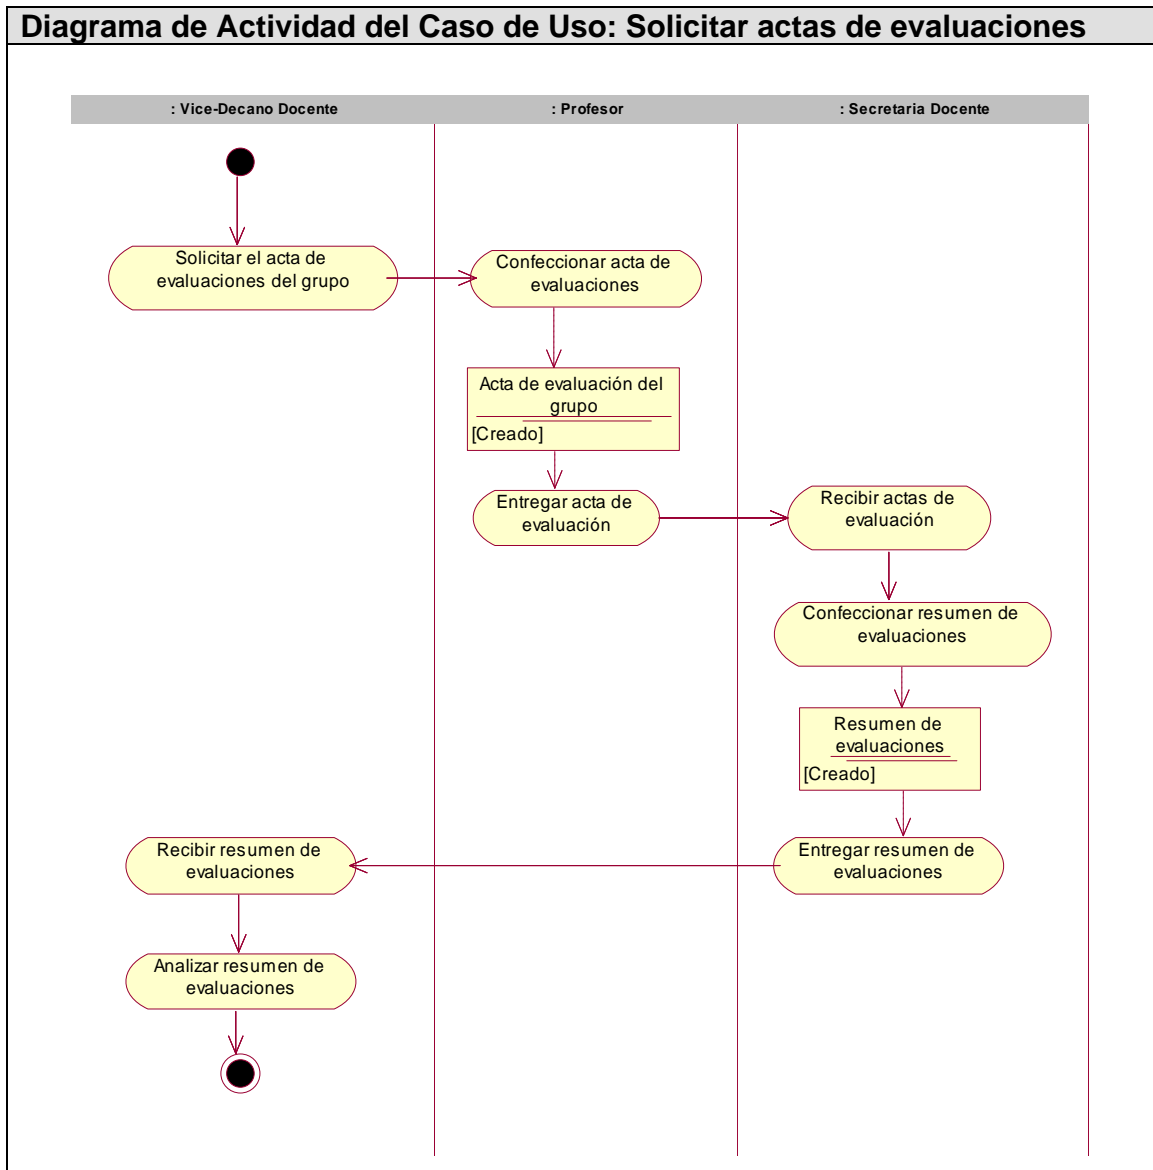 Diagrama de Actividad del Caso de Uso: Solicitar actas de evaluaciones
: Vice-Decano Docente
: Profesor
: Secretaria Docente
Solicitar el acta de
evaluaciones del grupo
Confeccionar acta de
evaluaciones
Acta de evaluación del
grupo
[Creado]
Entregar acta de
evaluación
Recibir actas de
evaluación
Confeccionar resumen de
evaluaciones
Resumen de
evaluaciones
[Creado]
Entregar resumen de
evaluaciones
Recibir resumen de
evaluaciones
Analizar resumen de
evaluaciones